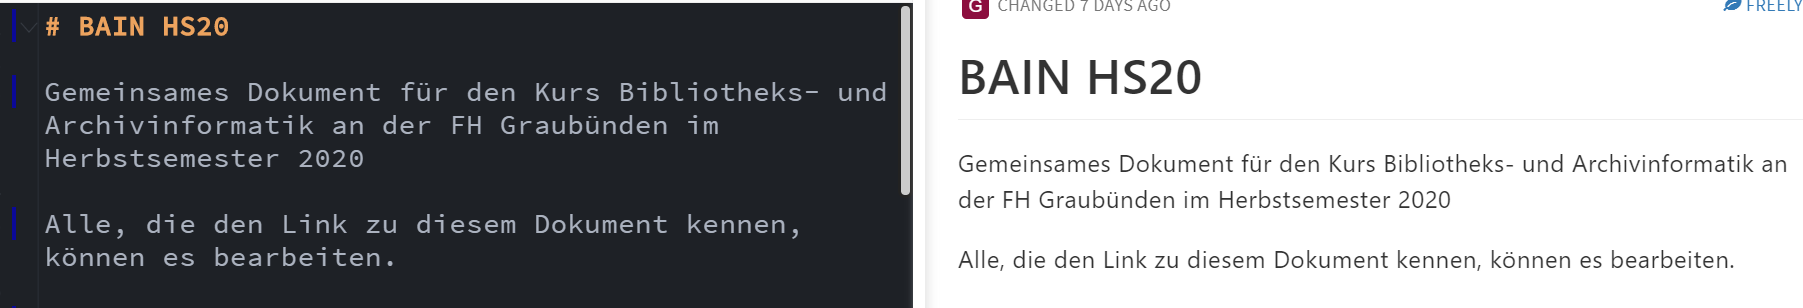 # BAIN HS20
Gemeinsames Dokument für den Kurs Bibliotheks- und
Archivinformatik an der FH Graubünden im
Herbstsemester 2020
Alle, die den Link zu diesem Dokument kennen,
können es bearbeiten.
G CHANGED 7 DAYS AGO
FREELY
BAIN HS20
Gemeinsames Dokument für den Kurs Bibliotheks- und Archivinformatik an
der FH Graubünden im Herbstsemester 2020
Alle, die den Link zu diesem Dokument kennen, können es bearbeiten.